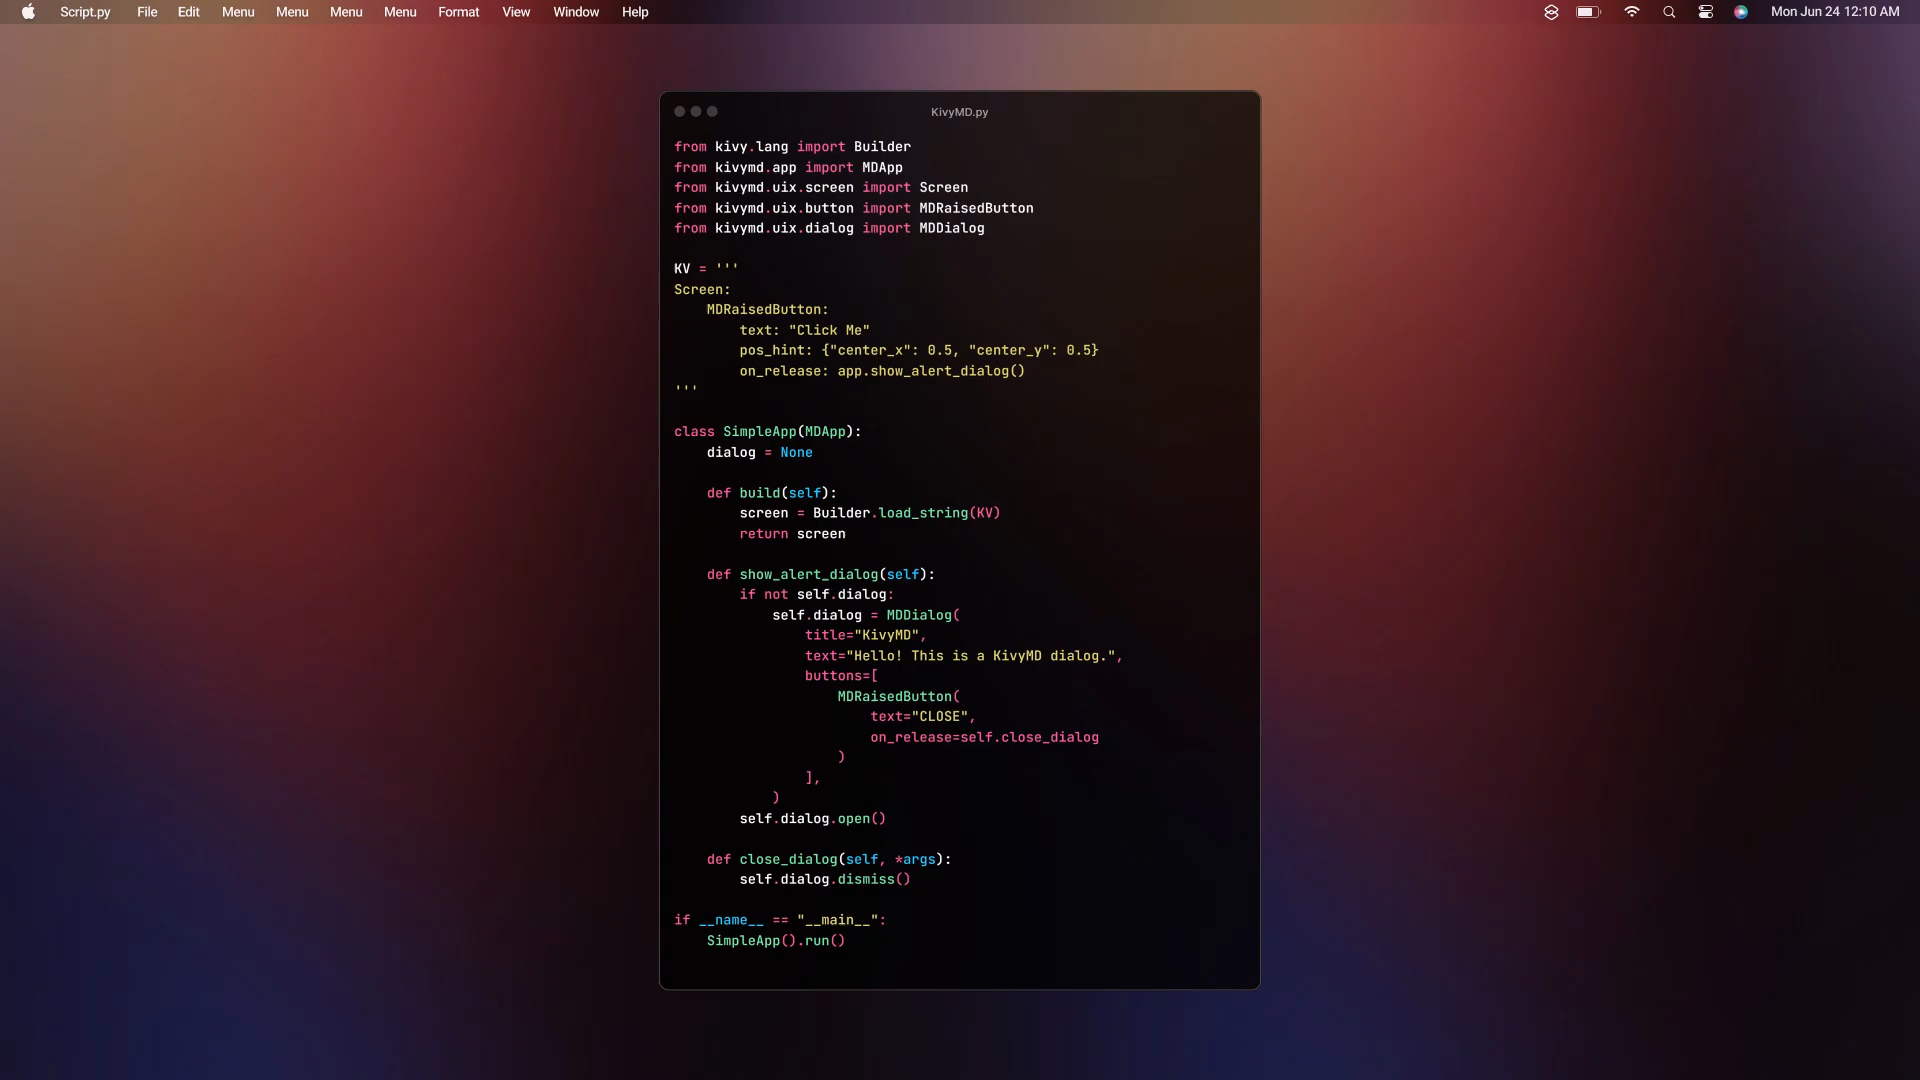 Script.py File Edit Menu Menu Menu Menu Format View Window Help Mon Jun 24 12:10 AM
KivyMD.py
from kivy.lang import Builder
from kivymd.app import MDApp
from kivymd.uix.screen import Screen
from kivymd.uix.button import MDRaisedButton
from kivymd.uix.dialog import MDDialog

KV = '''
Screen:
    MDRaisedButton:
        text: "Click Me"
        pos_hint: {"center_x": 0.5, "center_y": 0.5}
        on_release: app.show_alert_dialog()
'''

class SimpleApp(MDApp):
    dialog = None

    def build(self):
        screen = Builder.load_string(KV)
        return screen

    def show_alert_dialog(self):
        if not self.dialog:
            self.dialog = MDDialog(
                title="KivyMD",
                text="Hello! This is a KivyMD dialog.",
                buttons=[
                    MDRaisedButton(
                        text="CLOSE",
                        on_release=self.close_dialog
                    )
                ],
            )
        self.dialog.open()

    def close_dialog(self, *args):
        self.dialog.dismiss()

if __name__ == "__main__":
    SimpleApp().run()